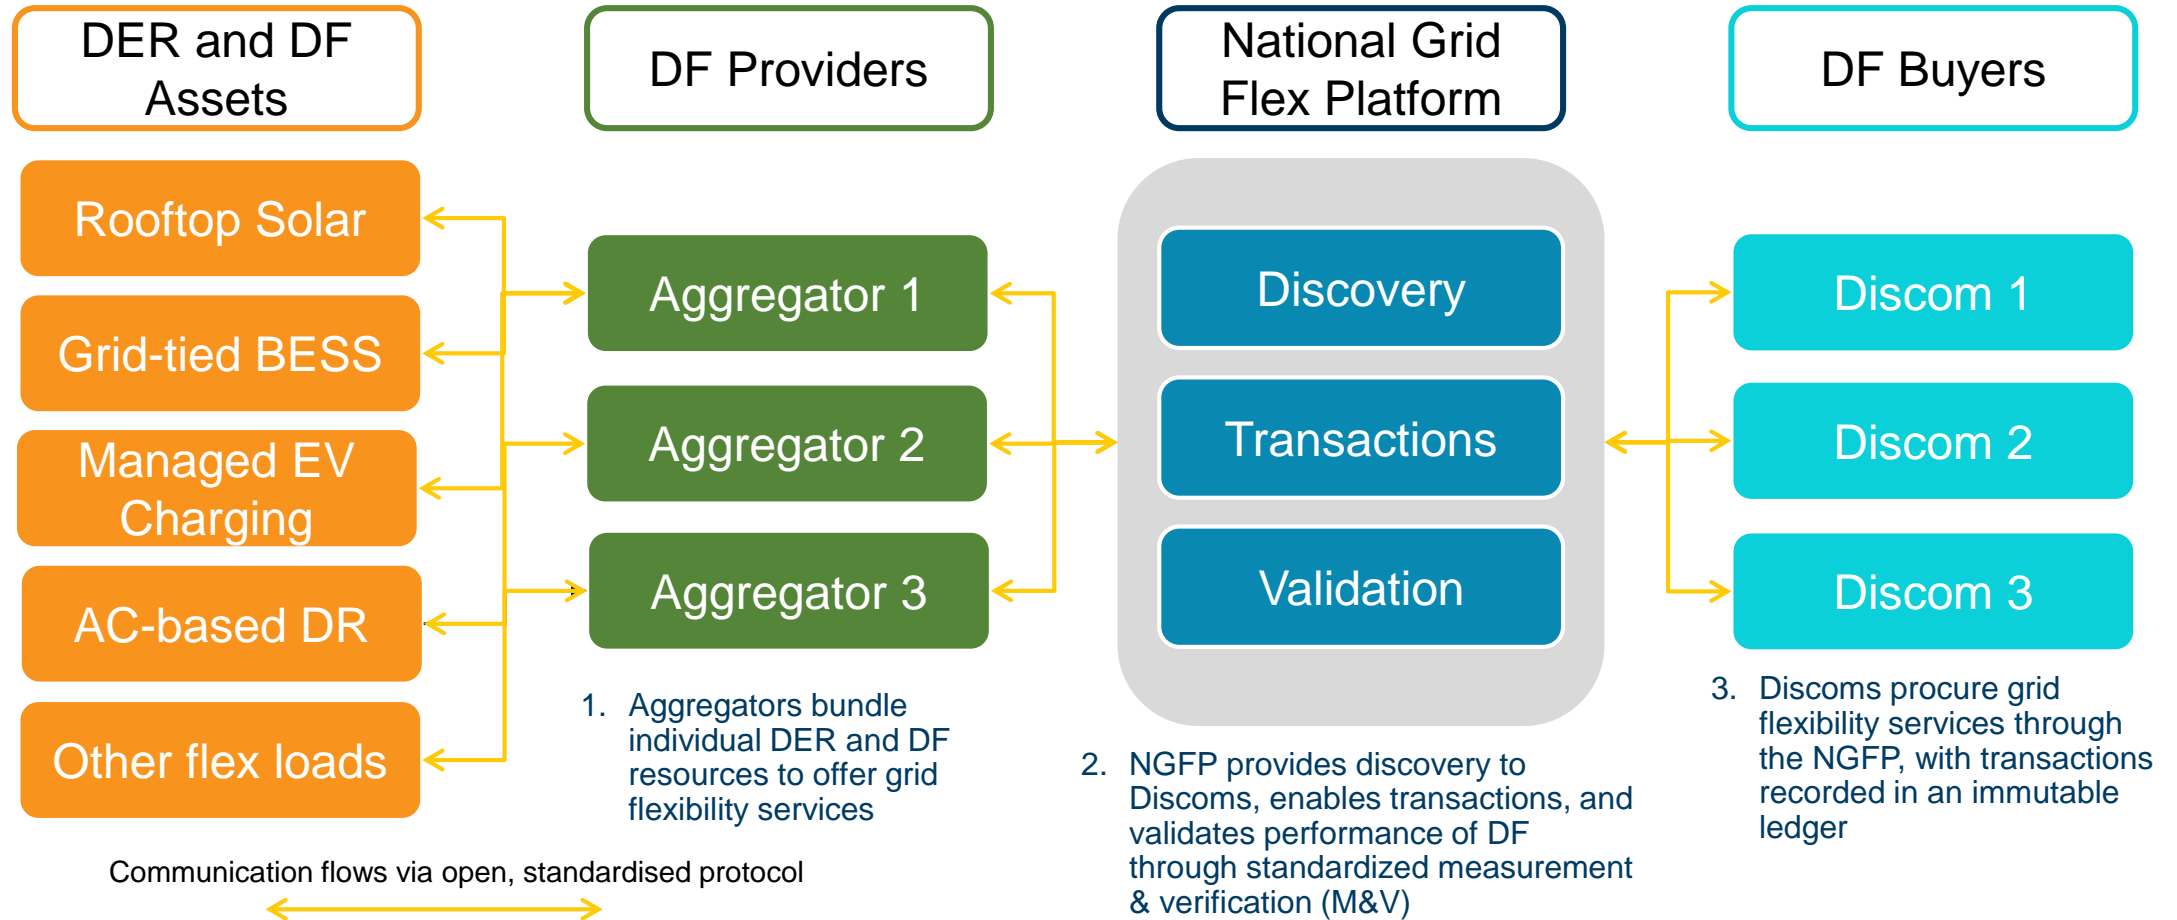 DER and DF
Assets
DF Providers
National Grid
Flex Platform
DF Buyers
Rooftop Solar
Grid-tied BESS
Managed EV
Charging
AC-based DR
Other flex loads
Aggregator 1
Aggregator 2
Aggregator 3
1. Aggregators bundle
individual DER and DF
resources to offer grid
flexibility services
Discovery
Transactions
Validation
2. NGFP provides discovery to
Discoms, enables transactions, and
validates performance of DF
through standardized measurement
& verification (M&V)
Discom 1
Discom 2
Discom 3
3. Discoms procure grid
flexibility services through
the NGFP, with transactions
recorded in an immutable
ledger
Communication flows via open, standardised protocol